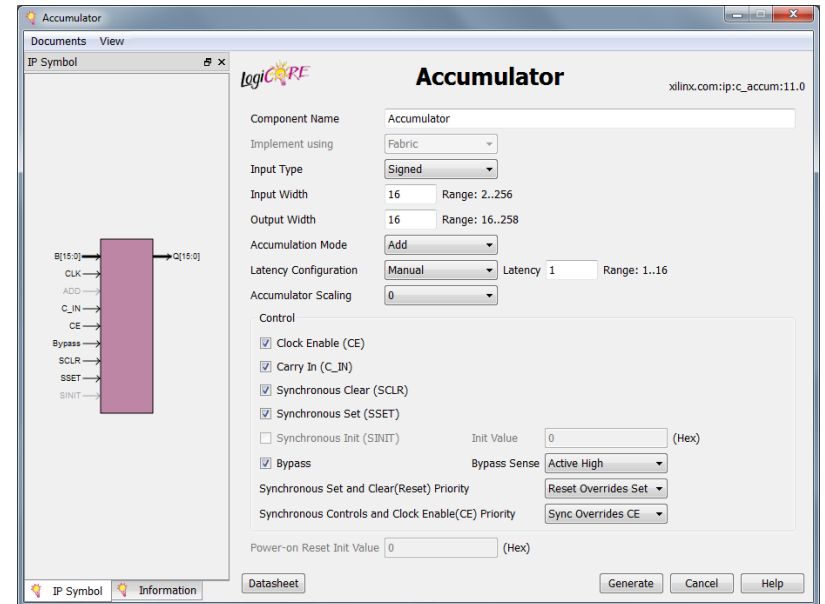 Accumulator
Documents View
IP Symbol
LogiCORE
Accumulator
xilinx.com:ip:c_accum:11.0
Component Name Accumulator
Implement using Fabric
Input Type Signed
Input Width 16 Range: 2..256
Output Width 16 Range: 16..258
Accumulation Mode Add
Latency Configuration Manual Latency 1 Range: 1..16
Accumulator Scaling 0
Control
Clock Enable (CE)
Carry In (C_IN)
Synchronous Clear (SCLR)
Synchronous Set (SSET)
Synchronous Init (SINIT) Init Value 0 (Hex)
Bypass Bypass Sense Active High
Synchronous Set and Clear(Reset) Priority Reset Overrides Set
Synchronous Controls and Clock Enable(CE) Priority Sync Overrides CE
Power-on Reset Init Value 0 (Hex)
B[15:0] Q[15:0]
CLK
ADD
C_IN
CE
Bypass
SCLR
SSET
SINIT
IP Symbol Information
Datasheet Generate Cancel Help